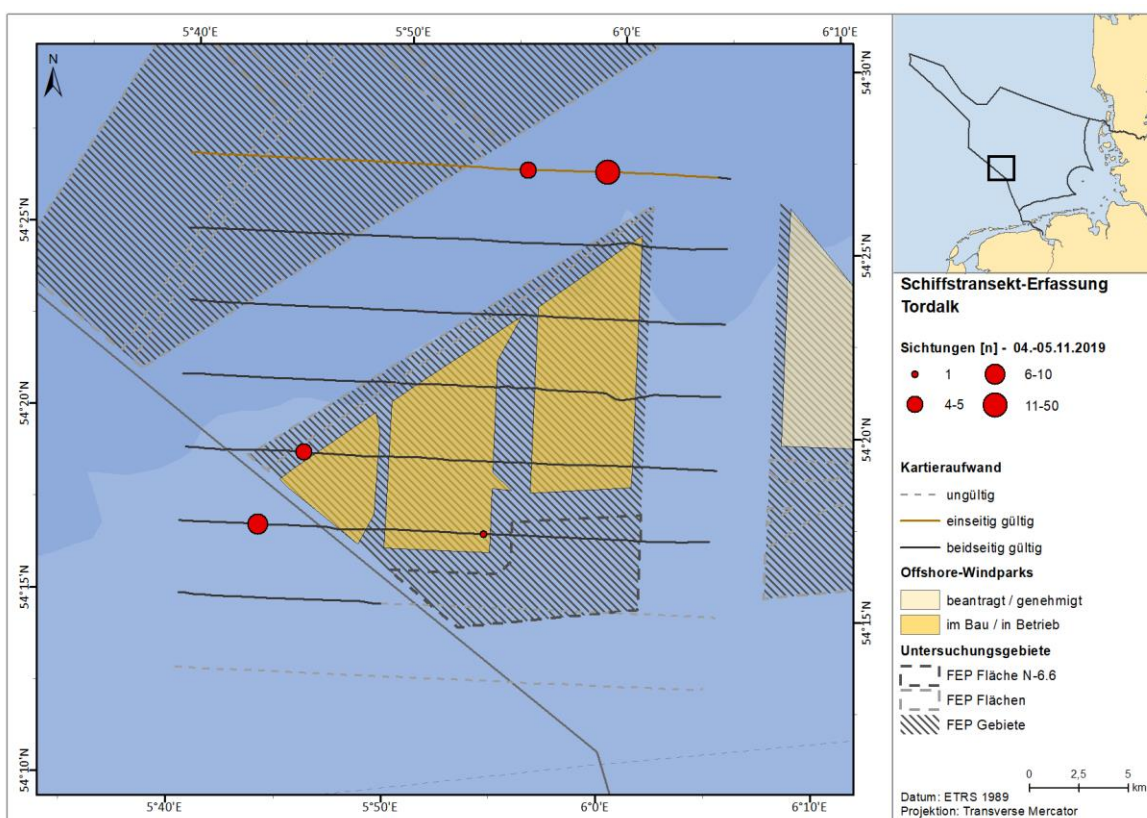 5°40'E 5°50'E 6°0'E 6°10'E
N
54°30'N
54°25'N
54°25'N
54°20'N
54°20'N
54°15'N
54°15'N
54°10'N
5°40'E 5°50'E 6°0'E 6°10'E
Schiffstransekt-Erfassung
Tordalk
Sichtungen [n] - 04.-05.11.2019
1 6-10
4-5 11-50
Kartieraufwand
ungültig
einseitig gültig
beidseitig gültig
Offshore-Windparks
beantragt / genehmigt
im Bau / in Betrieb
Untersuchungsgebiete
FEP Fläche N-6.6
FEP Flächen
FEP Gebiete
0 2,5 5
km
Datum: ETRS 1989
Projektion: Transverse Mercator